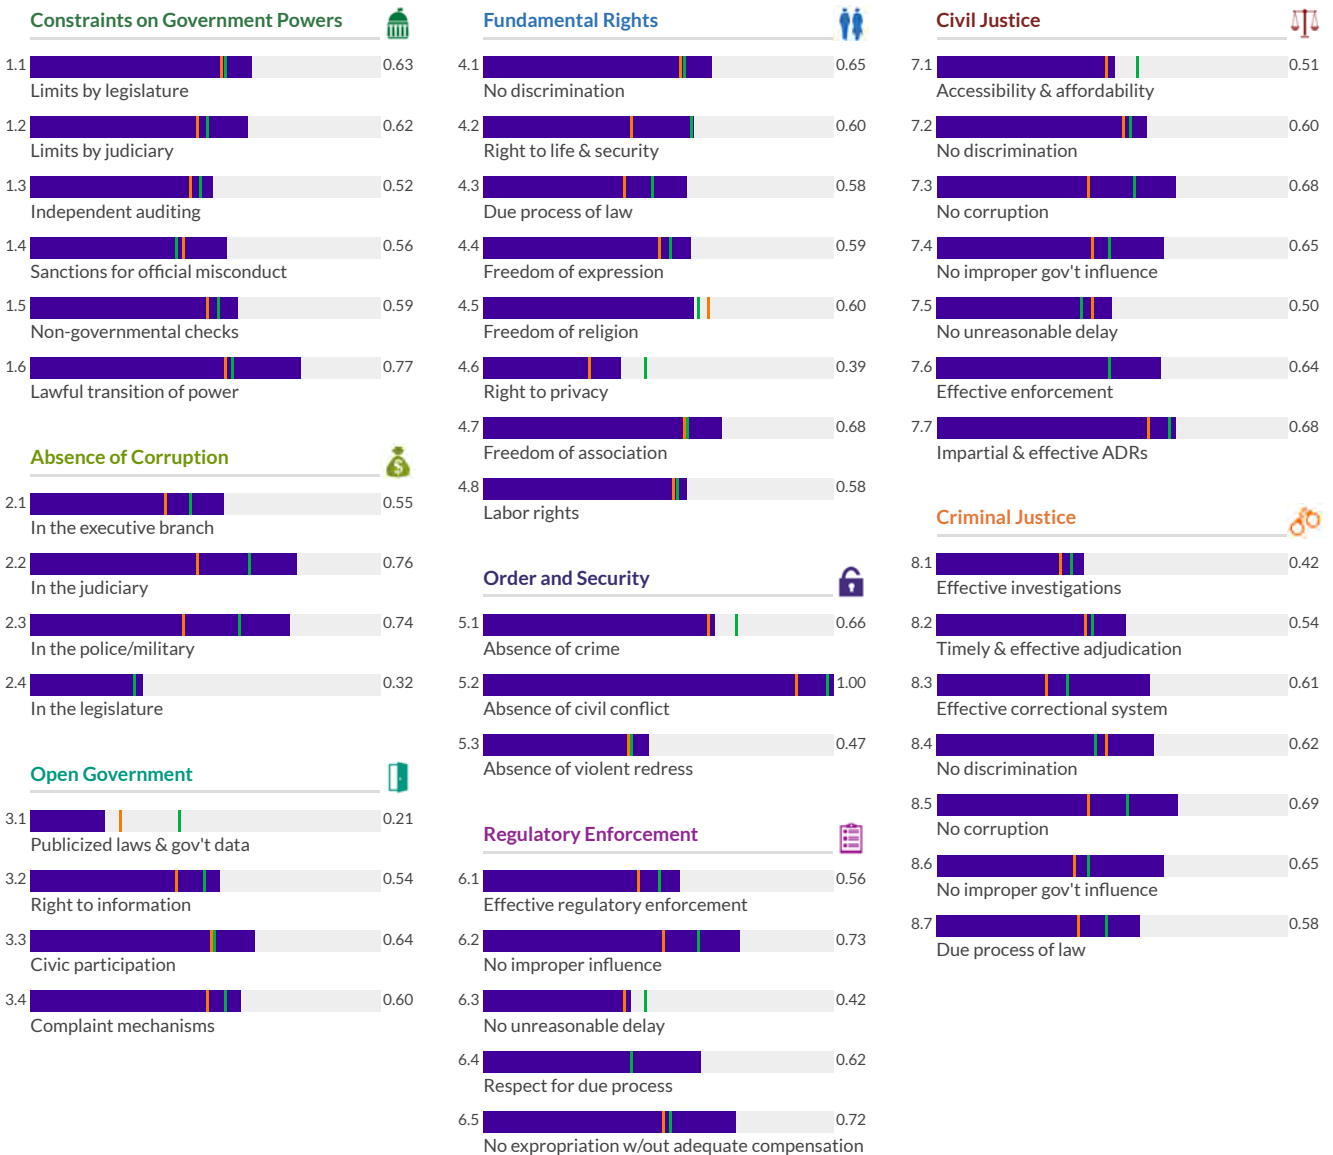 Constraints on Government Powers
1.1 0.63
Limits by legislature
1.2 0.62
Limits by judiciary
1.3 0.52
Independent auditing
1.4 0.56
Sanctions for official misconduct
1.5 0.59
Non-governmental checks
1.6 0.77
Lawful transition of power
Absence of Corruption
2.1 0.55
In the executive branch
2.2 0.76
In the judiciary
2.3 0.74
In the police/military
2.4 0.32
In the legislature
Open Government
3.1 0.21
Publicized laws & gov't data
3.2 0.54
Right to information
3.3 0.64
Civic participation
3.4 0.60
Complaint mechanisms
Fundamental Rights
4.1 0.65
No discrimination
4.2 0.60
Right to life & security
4.3 0.58
Due process of law
4.4 0.59
Freedom of expression
4.5 0.60
Freedom of religion
4.6 0.39
Right to privacy
4.7 0.68
Freedom of association
4.8 0.58
Labor rights
Order and Security
5.1 0.66
Absence of crime
5.2 1.00
Absence of civil conflict
5.3 0.47
Absence of violent redress
Regulatory Enforcement
6.1 0.56
Effective regulatory enforcement
6.2 0.73
No improper influence
6.3 0.42
No unreasonable delay
6.4 0.62
Respect for due process
6.5 0.72
No expropriation w/out adequate compensation
Civil Justice
7.1 0.51
Accessibility & affordability
7.2 0.60
No discrimination
7.3 0.68
No corruption
7.4 0.65
No improper gov't influence
7.5 0.50
No unreasonable delay
7.6 0.64
Effective enforcement
7.7 0.68
Impartial & effective ADRs
Criminal Justice
8.1 0.42
Effective investigations
8.2 0.54
Timely & effective adjudication
8.3 0.61
Effective correctional system
8.4 0.62
No discrimination
8.5 0.69
No corruption
8.6 0.65
No improper gov't influence
8.7 0.58
Due process of law